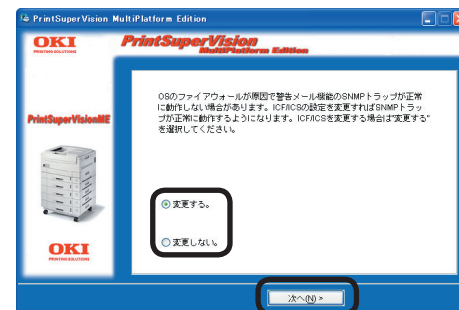 PrintSuperVision MultiPlatform Edition
OKI
PRINTING SOLUTIONS
PrintSuperVision
MultiPlatform Edition
OSのファイアウォールが原因で警告メール機能のSNMPトラップが正常
に動作しない場合があります。ICF/ICSの設定を変更すればSNMPトラッ
プが正常に動作するようになります。ICF/ICSを変更する場合は"変更する"
を選択してください。
PrintSuperVisionME
変更する。
変更しない。
OKI
PRINTING SOLUTIONS
次へ(N) >